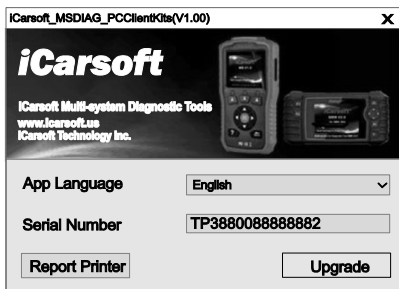 iCarsoft_MSDIAG_PCClientKits(V1.00) X
iCarsoft
iCarsoft Multi-system Diagnostic Tools
www.icarsoft.us
iCarsoft Technology Inc.
App Language English
Serial Number TP3880088888882
Report Printer Upgrade